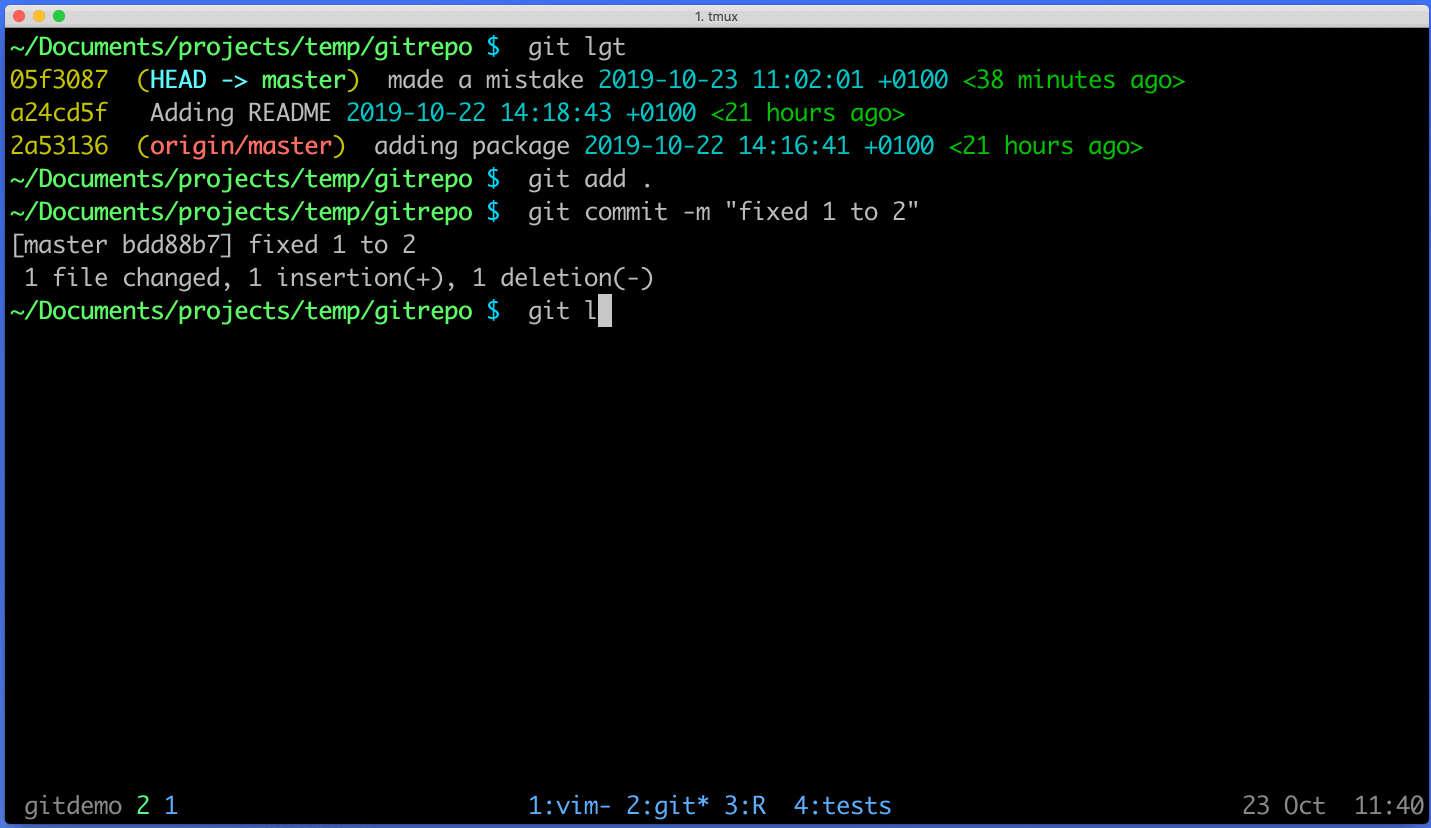 1. tmux
~/Documents/projects/temp/gitrepo $  git lgt
05f3087  (HEAD -> master)  made a mistake 2019-10-23 11:02:01 +0100 <38 minutes ago>
a24cd5f   Adding README 2019-10-22 14:18:43 +0100 <21 hours ago>
2a53136  (origin/master)  adding package 2019-10-22 14:16:41 +0100 <21 hours ago>
~/Documents/projects/temp/gitrepo $  git add .
~/Documents/projects/temp/gitrepo $  git commit -m "fixed 1 to 2"
[master bdd88b7] fixed 1 to 2
 1 file changed, 1 insertion(+), 1 deletion(-)
~/Documents/projects/temp/gitrepo $  git l
gitdemo 2 1 1:vim- 2:git* 3:R  4:tests 23 Oct  11:40